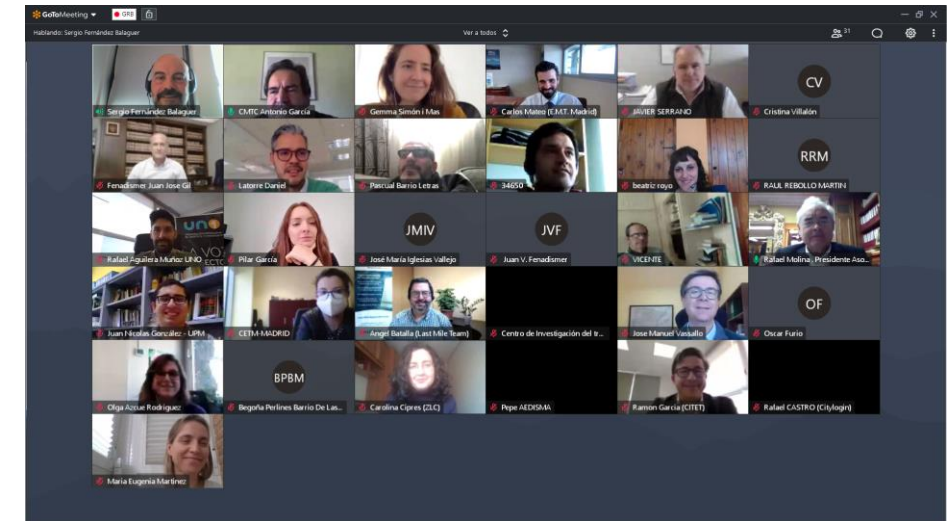 GoToMeeting
GRB
Hablando: Sergio Fernández Balaguer
Ver a todos
31
Sergio Fernández Balaguer
CMTC Antonio García
Gemma Simón i Mas
Carlos Mateo (E.M.T. Madrid)
JAVIER SERRANO
CV
Cristina Villalón
Fenadismer Juan Jose Gil
Latorre Daniel
Pascual Barrio Letras
34650
beatriz royo
RRM
RAUL REBOLLO MARTIN
uno
Rafael Aguilera Muñoz UNO
Pilar García
JMIV
José María Iglesias Vallejo
JVF
Juan V. Fenadismer
VICENTE
Rafael Molina , Presidente Aso...
Juan Nicolas González - UPM
CETM-MADRID
Angel Batalla (Last Mile Team)
Centro de Investigación del tr...
Jose Manuel Vassallo
OF
Oscar Furio
Olga Azcue Rodríguez
BPBM
Begoña Perlines Barrio De Las...
Carolina Cipres (ZLC)
Pepe AEDISMA
Ramon Garcia (CITET)
Rafael CASTRO (Citylogin)
Maria Eugenia Martínez